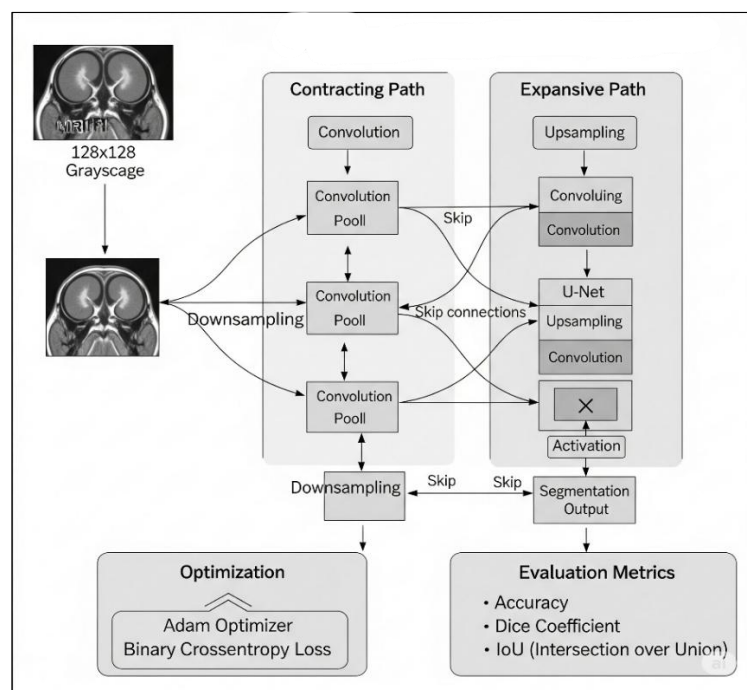 128x128
Grayscage
Contracting Path
Convolution
Convolution
Pooll
Downsampling
Convolution
Pooll
Convolution
Pooll
Downsampling
Skip
Skip connections
Skip
Skip
Expansive Path
Upsampling
Convoluing
Convolution
U-Net
Upsampling
Convolution
×
Activation
Segmentation
Output
Optimization
Adam Optimizer
Binary Crossentropy Loss
Evaluation Metrics
• Accuracy
• Dice Coefficient
• IoU (Intersection over Union)
ai